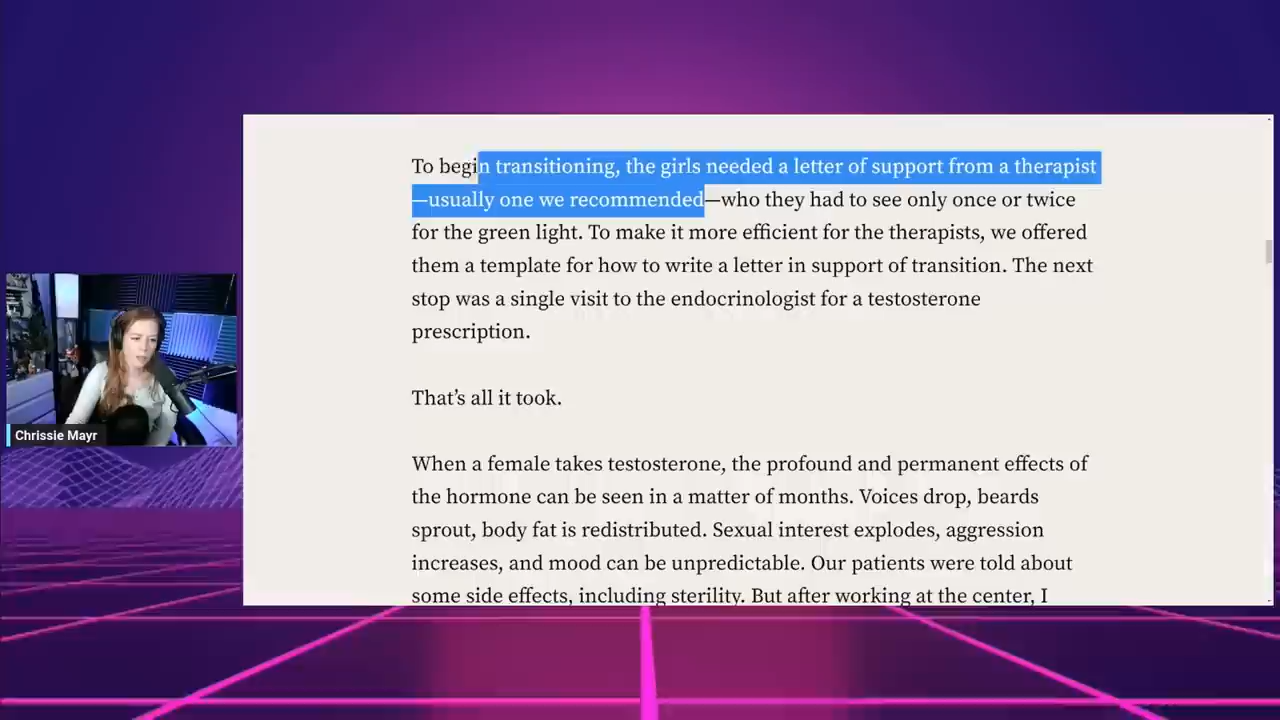 To begin transitioning, the girls needed a letter of support from a therapist
—usually one we recommended—who they had to see only once or twice
for the green light. To make it more efficient for the therapists, we offered
them a template for how to write a letter in support of transition. The next
stop was a single visit to the endocrinologist for a testosterone
prescription.
That’s all it took.
When a female takes testosterone, the profound and permanent effects of
the hormone can be seen in a matter of months. Voices drop, beards
sprout, body fat is redistributed. Sexual interest explodes, aggression
increases, and mood can be unpredictable. Our patients were told about
some side effects, including sterility. But after working at the center, I
Chrissie Mayr